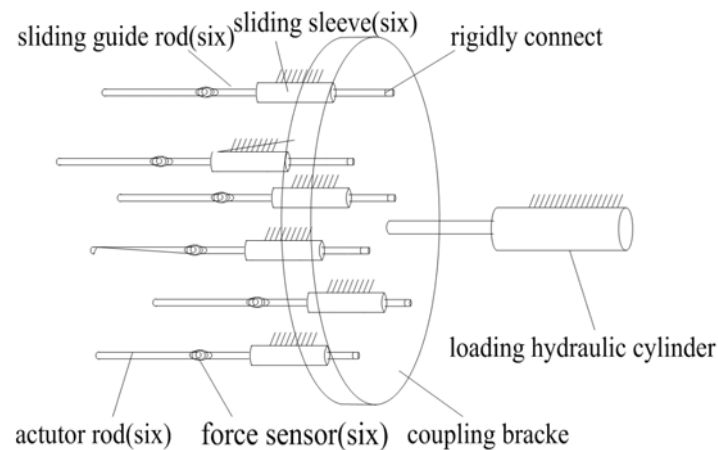 sliding sleeve(six)
sliding guide rod(six)
rigidly connect
loading hydraulic cylinder
actutor rod(six)
force sensor(six)
coupling bracke